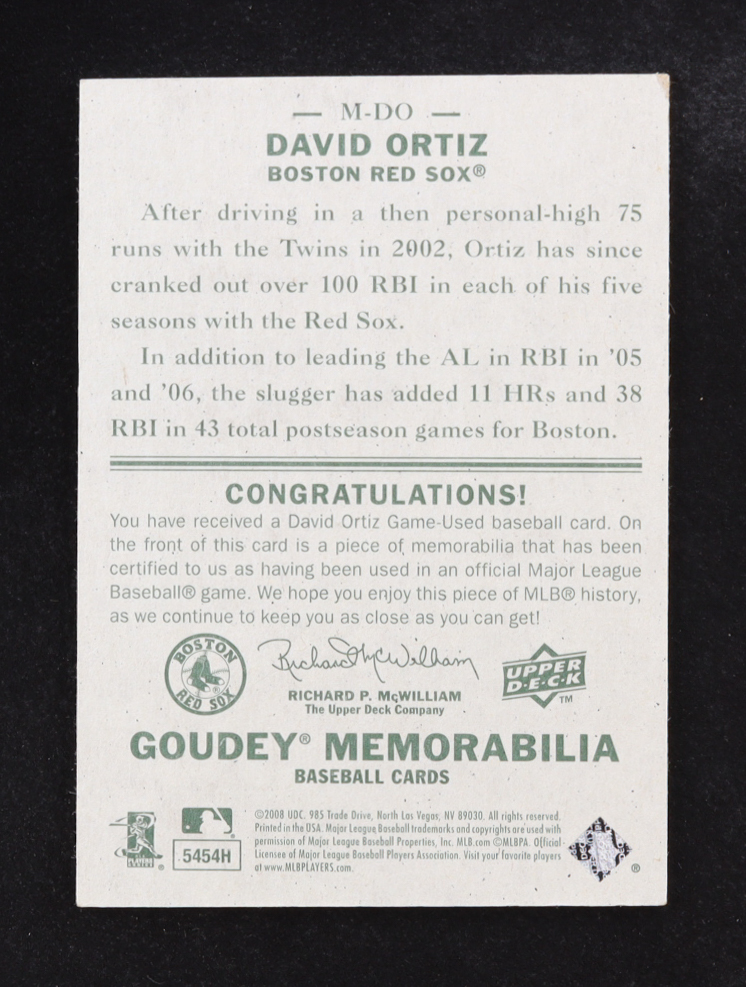 — M-DO —
DAVID ORTIZ
BOSTON RED SOX®
After driving in a then personal-high 75
runs with the Twins in 2002, Ortiz has since
cranked out over 100 RBI in each of his five
seasons with the Red Sox.
In addition to leading the AL in RBI in '05
and '06, the slugger has added 11 HRs and 38
RBI in 43 total postseason games for Boston.
CONGRATULATIONS!
You have received a David Ortiz Game-Used baseball card. On
the front of this card is a piece of memorabilia that has been
certified to us as having been used in an official Major League
Baseball® game. We hope you enjoy this piece of MLB® history,
as we continue to keep you as close as you can get!
BOSTON
RED SOX
®
Richard McWilliam
RICHARD P. McWILLIAM
The Upper Deck Company
UPPER
D·E·C·K
TM
GOUDEY® MEMORABILIA
BASEBALL CARDS
®
5454H
©2008 UDC. 985 Trade Drive, North Las Vegas, NV 89030. All rights reserved.
Printed in the USA. Major League Baseball trademarks and copyrights are used with
permission of Major League Baseball Properties, Inc. MLB.com ©MLBPA. Official
Licensee of Major League Baseball Players Association. Visit your favorite players
at www.MLBPLAYERS.com.
®